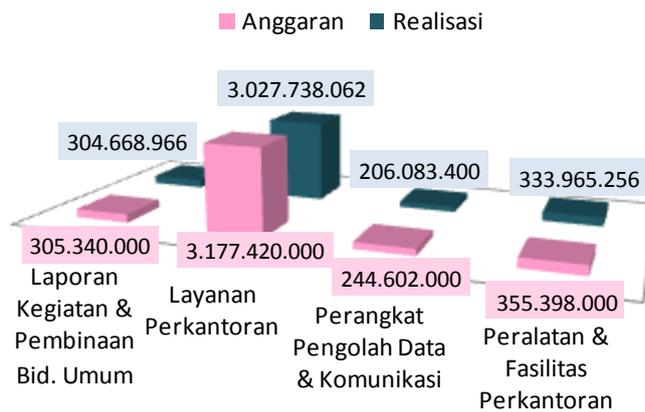 Anggaran Realisasi
3.027.738.062
304.668.966
206.083.400
333.965.256
305.340.000
3.177.420.000
244.602.000
355.398.000
Laporan
Kegiatan &
Pembinaan
Bid. Umum
Layanan
Perkantoran
Perangkat
Pengolah Data
& Komunikasi
Peralatan &
Fasilitas
Perkantoran